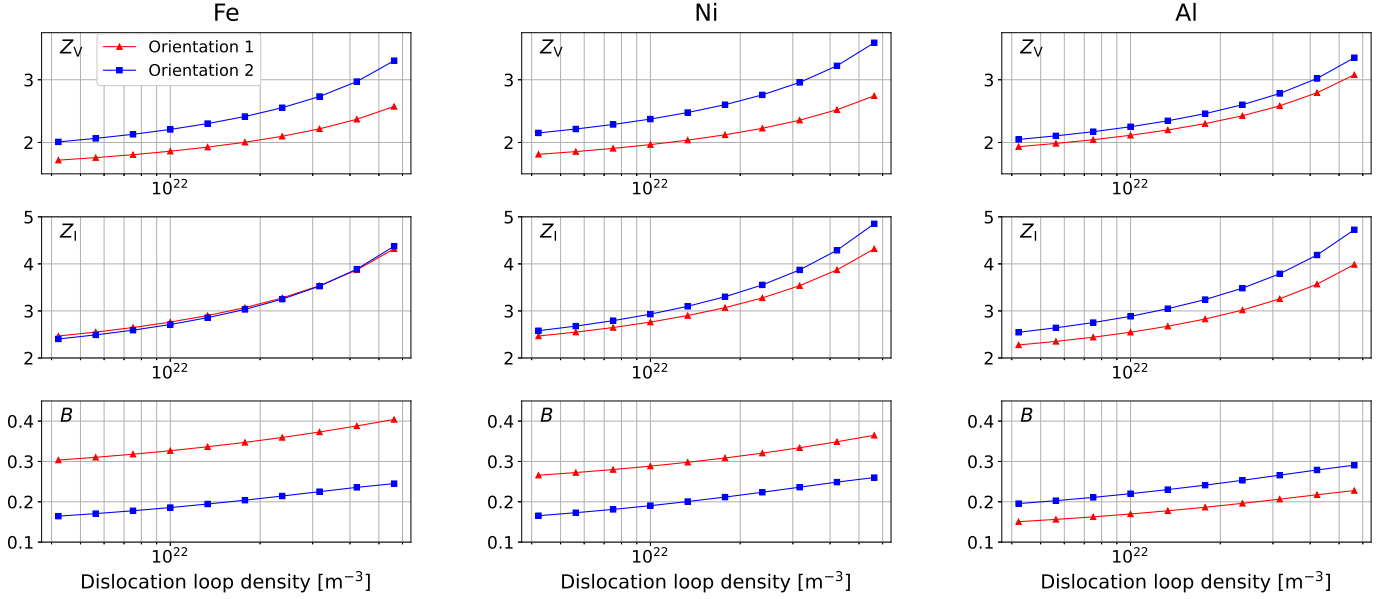 Fe Ni Al
Z_V Orientation 1 Z_V Z_V
Orientation 2
3 3 3
2 2 2
10^22 10^22 10^22
5 5 5
Z_I Z_I Z_I
4 4 4
3 3 3
2 2 2
10^22 10^22 10^22
B B B
0.4 0.4 0.4
0.3 0.3 0.3
0.2 0.2 0.2
0.1 0.1 0.1
10^22 10^22 10^22
Dislocation loop density [m^−3] Dislocation loop density [m^−3] Dislocation loop density [m^−3]